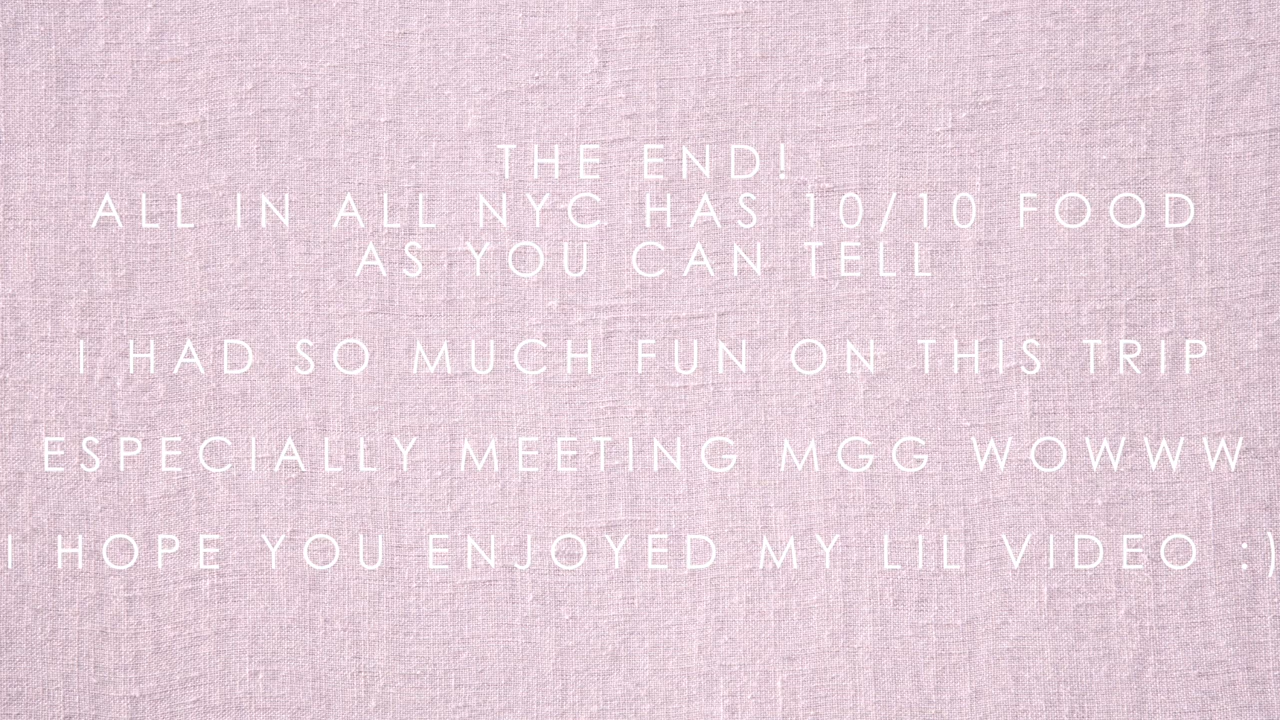 THE END!
ALL IN ALL NYC HAS 10/10 FOOD
AS YOU CAN TELL
I HAD SO MUCH FUN ON THIS TRIP
ESPECIALLY MEETING MGG WOWWW
I HOPE YOU ENJOYED MY LIL VIDEO :)